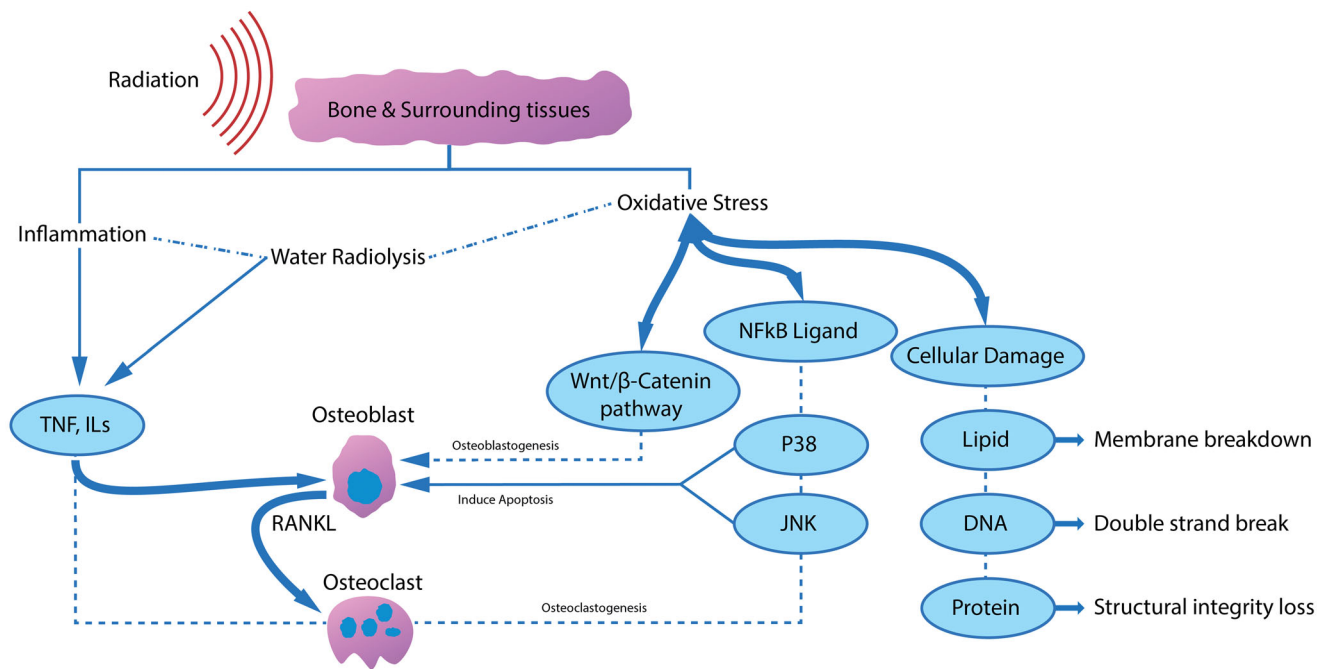 Radiation
Bone & Surrounding tissues
Oxidative Stress
Inflammation
Water Radiolysis
NFkB Ligand
Cellular Damage
Wnt/β-Catenin
pathway
TNF, ILs
Osteoblast
Osteoblastogenesis
P38
Lipid
Membrane breakdown
Induce Apoptosis
RANKL
JNK
DNA
Double strand break
Osteoclast
Osteoclastogenesis
Protein
Structural integrity loss